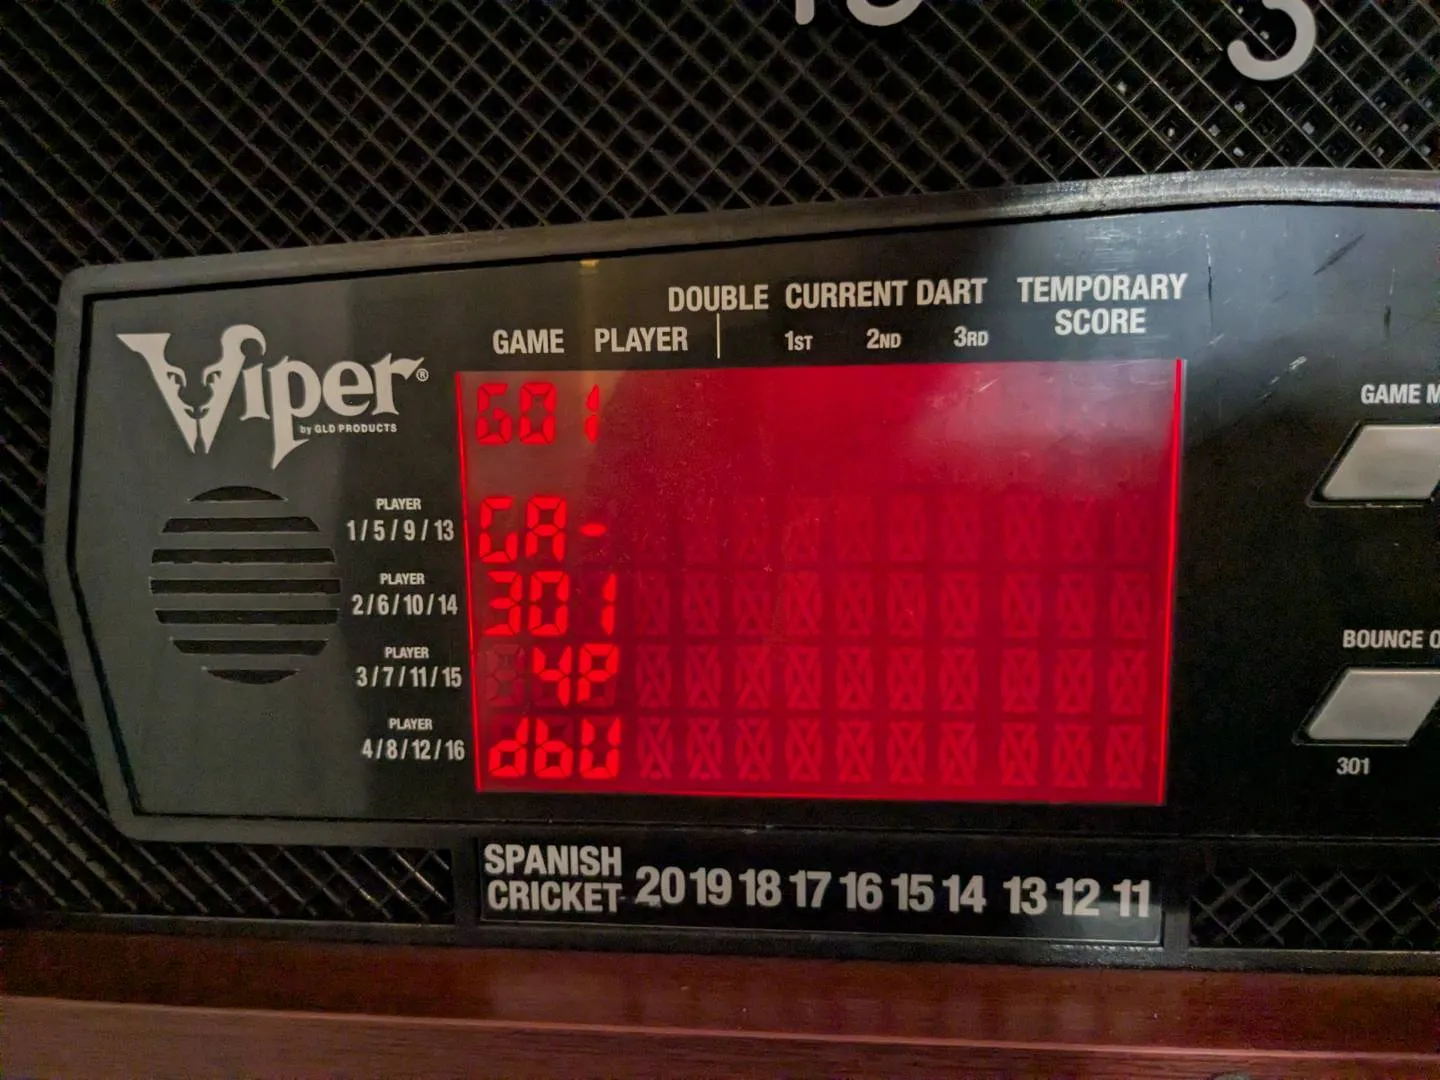 DOUBLE CURRENT DART TEMPORARY SCORE
GAME PLAYER 1ST 2ND 3RD
Viper®
by GLD PRODUCTS
G01
PLAYER
1/5/9/13
GA-
PLAYER
2/6/10/14
301
PLAYER
3/7/11/15
4P
PLAYER
4/8/12/16
dbU
GAME M
BOUNCE O
301
SPANISH CRICKET 20 19 18 17 16 15 14 13 12 11